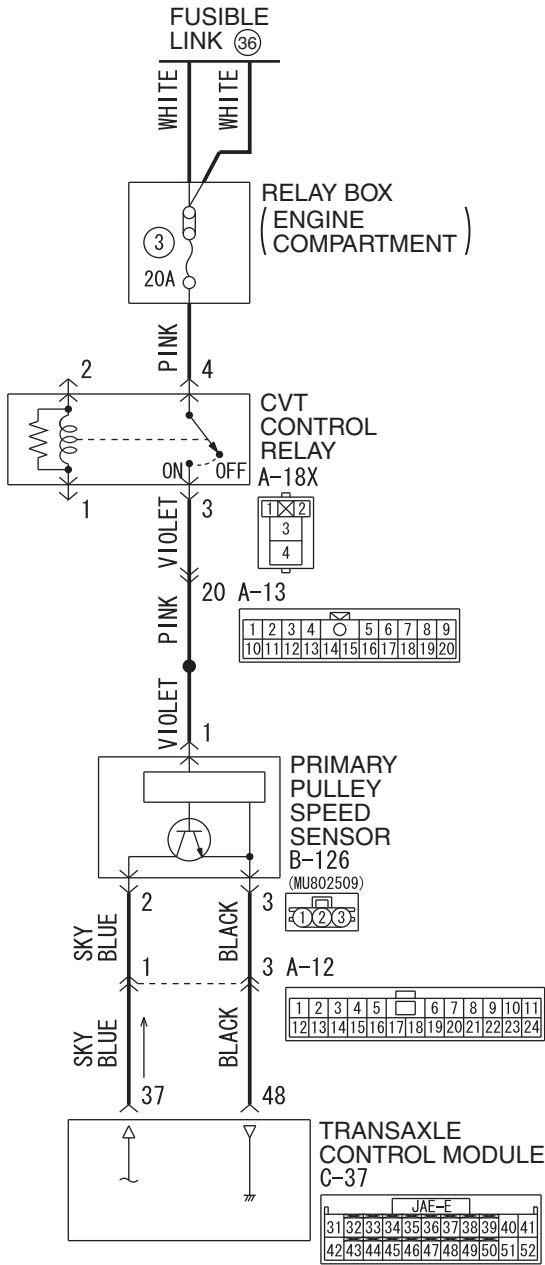 FUSIBLE
LINK 36
WHITE
WHITE
RELAY BOX
(ENGINE
COMPARTMENT)
3
20A
PINK
2
4
CVT
CONTROL
RELAY
ON OFF
A-18X
1
3
1 2
3
4
VIOLET
20 A-13
PINK
1 2 3 4 5 6 7 8 9
10 11 12 13 14 15 16 17 18 19 20
VIOLET
1
PRIMARY
PULLEY
SPEED
SENSOR
B-126
(MU802509)
1 2 3
2
3
SKY
BLUE
BLACK
1
3 A-12
1 2 3 4 5 6 7 8 9 10 11
12 13 14 15 16 17 18 19 20 21 22 23 24
SKY
BLUE
BLACK
37
48
TRANSAXLE
CONTROL MODULE
C-37
JAE-E
31 32 33 34 35 36 37 38 39 40 41
42 43 44 45 46 47 48 49 50 51 52